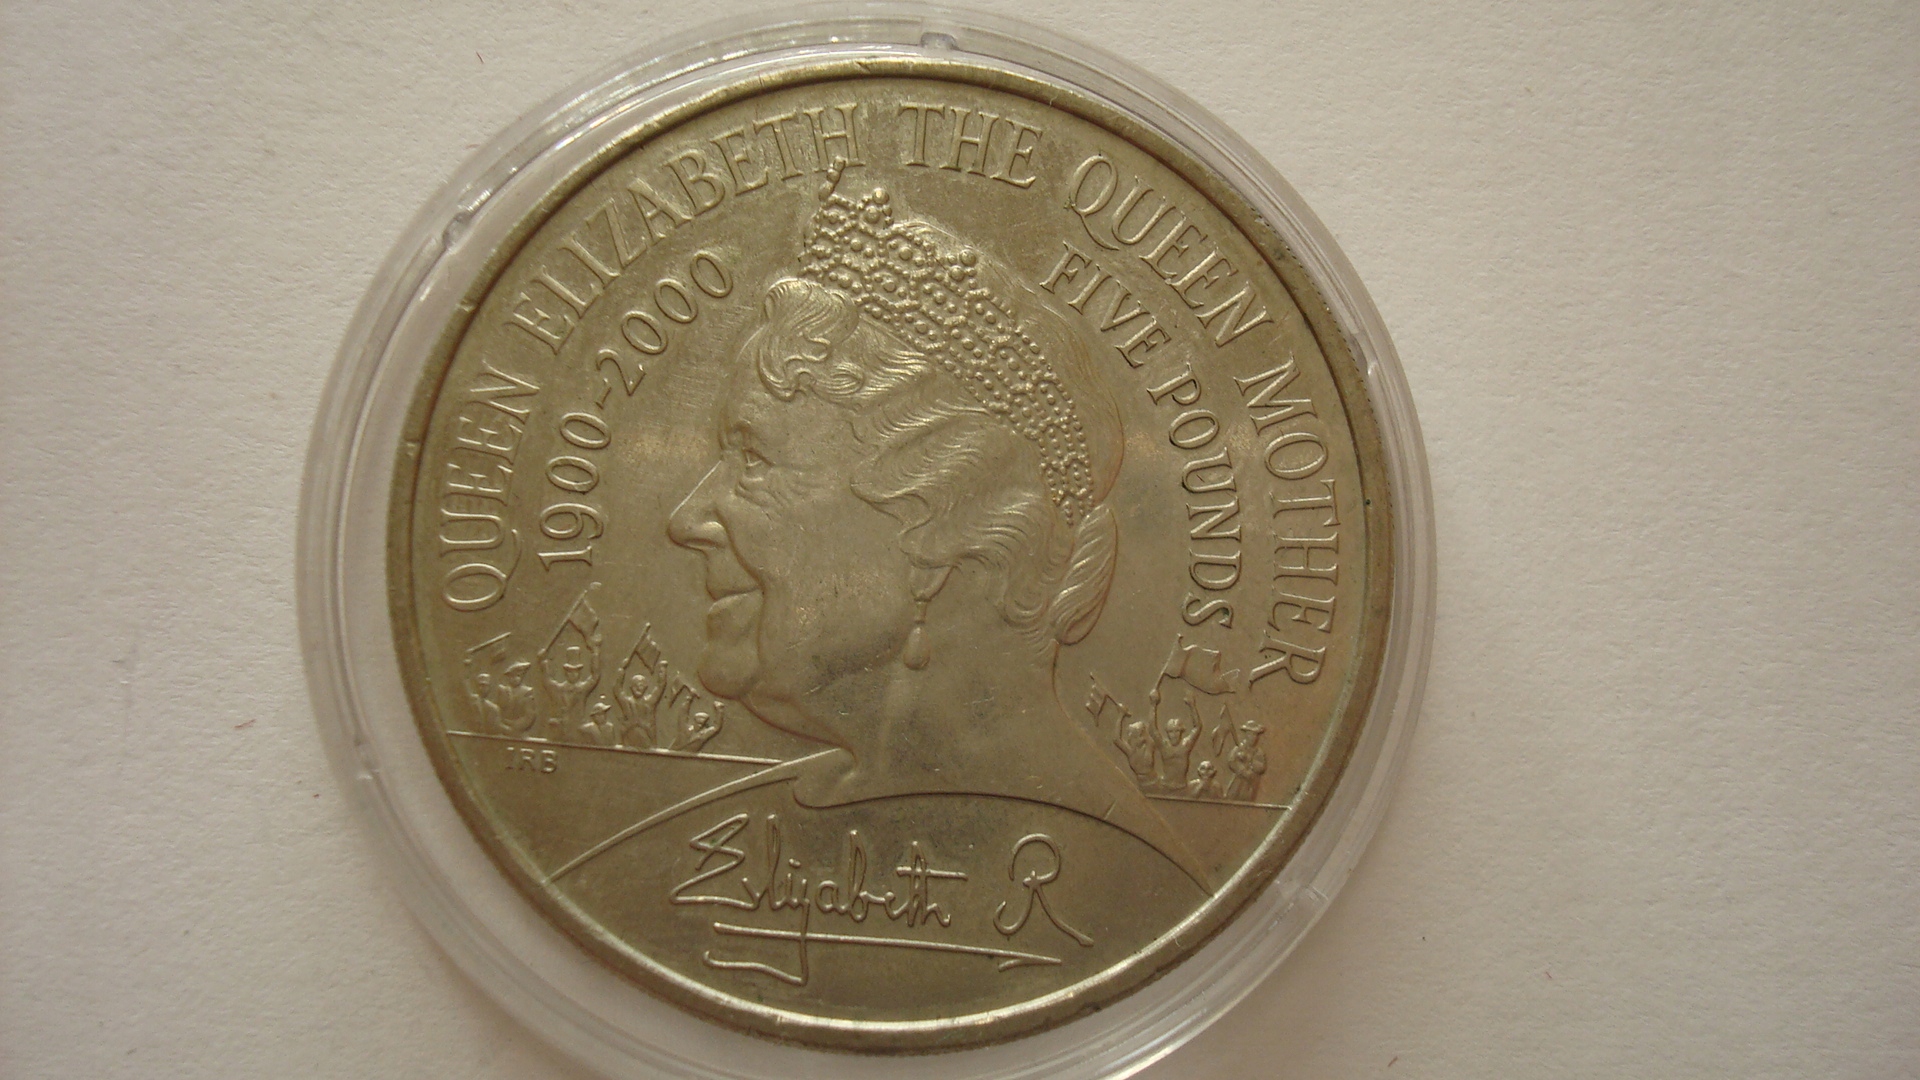 QUEEN ELIZABETH THE QUEEN MOTHER
1900-2000
FIVE POUNDS
IRB
Elizabeth R